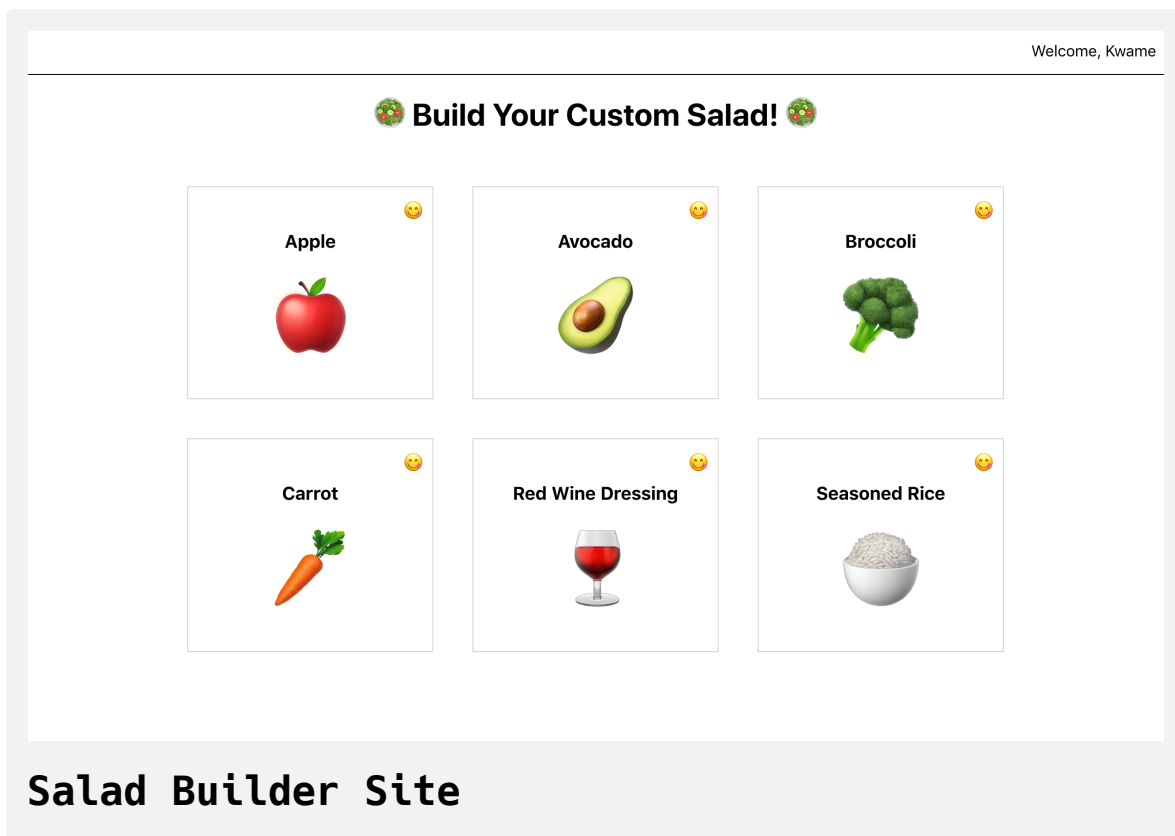 Welcome, Kwame
🥗 Build Your Custom Salad! 🥗
Apple
Avocado
Broccoli
Carrot
Red Wine Dressing
Seasoned Rice
Salad Builder Site